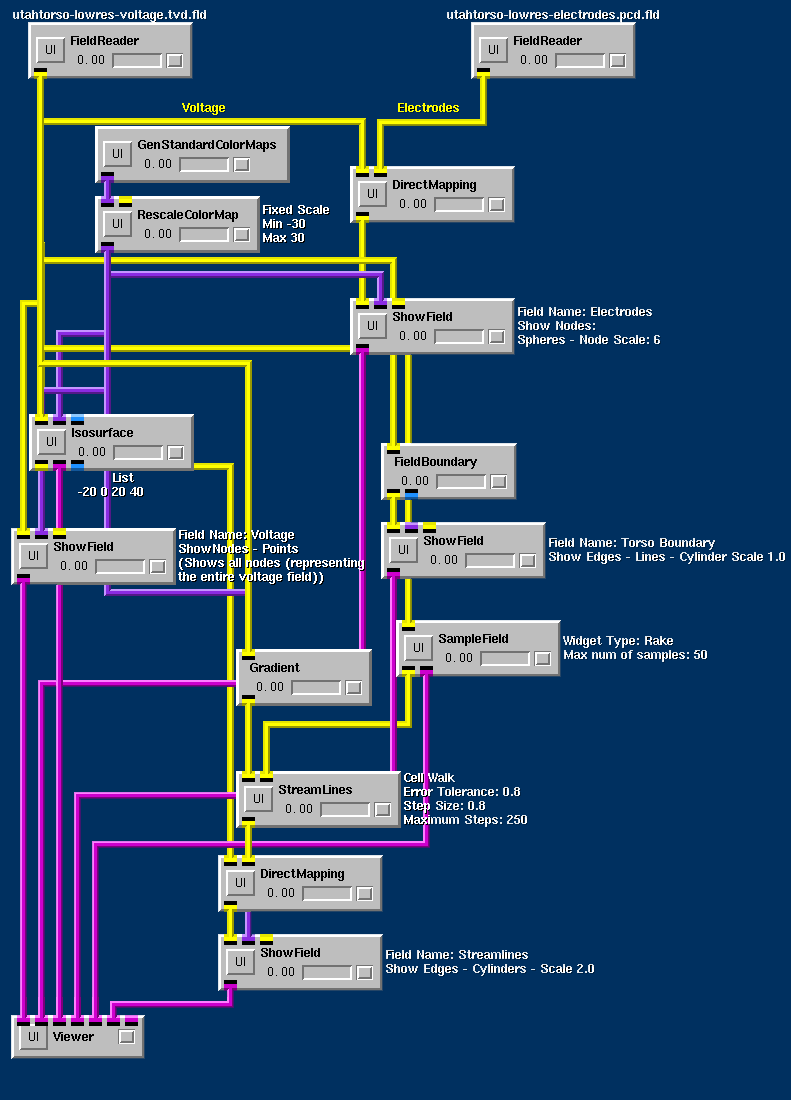 utahtorso-lowres-voltage.tvd.fld
utahtorso-lowres-electrodes.pcd.fld
UI FieldReader
0.00
UI FieldReader
0.00
Voltage
Electrodes
UI GenStandardColorMaps
0.00
UI DirectMapping
0.00
UI RescaleColorMap
0.00
Fixed Scale
Min -30
Max 30
UI ShowField
0.00
Field Name: Electrodes
Show Nodes:
Spheres - Node Scale: 6
UI Isosurface
0.00
List
-20 0 20 40
FieldBoundary
0.00
UI ShowField
0.00
Field Name: Voltage
ShowNodes - Points
(Shows all nodes (representing
the entire voltage field))
UI ShowField
0.00
Field Name: Torso Boundary
Show Edges - Lines - Cylinder Scale 1.0
UI SampleField
0.00
Widget Type: Rake
Max num of samples: 50
Gradient
0.00
UI StreamLines
0.00
Cell Walk
Error Tolerance: 0.8
Step Size: 0.8
Maximum Steps: 250
UI DirectMapping
0.00
UI ShowField
0.00
Field Name: Streamlines
Show Edges - Cylinders - Scale 2.0
UI Viewer